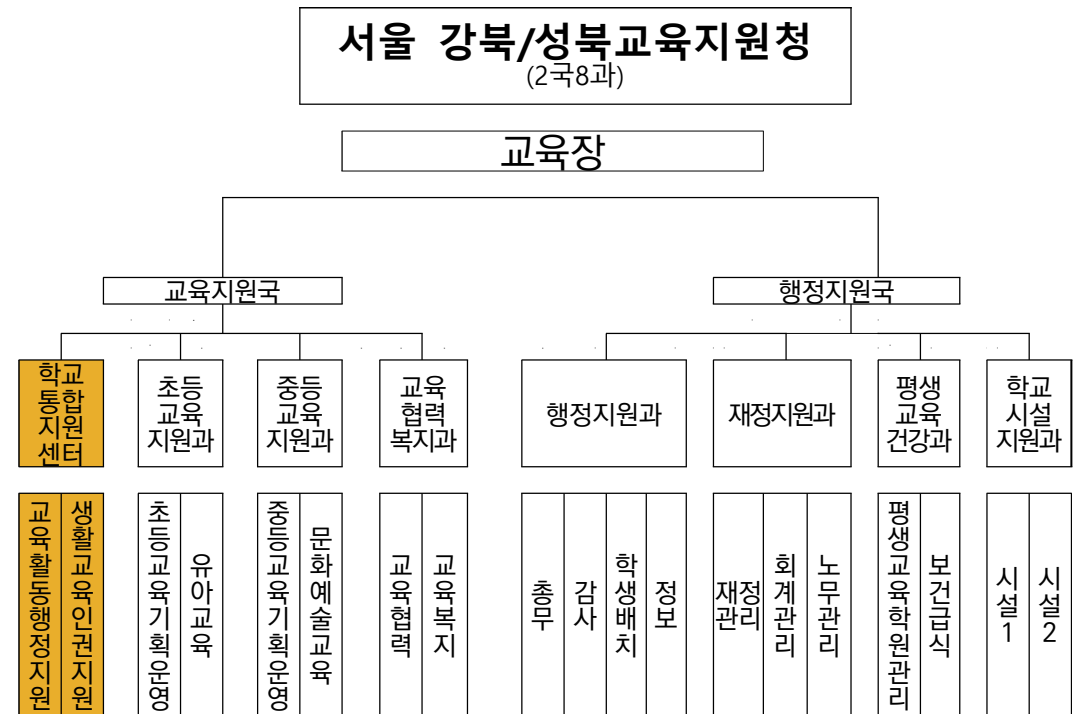 서울 강북/성북교육지원청
(2국8과)
교육장
교육지원국
행정지원국
학교
통합
지원
센터
초등
교육
지원과
중등
교육
지원과
교육
협력
복지과
행정지원과
재정지원과
평생
교육
건강과
학교
시설
지원과
교육활동행정지원
생활교육인권지원
초등교육기획운영
유아교육
중등교육기획운영
문화예술교육
교육협력
교육복지
총무
감사
학생배치
정보
재정
관리
회계관리
노무관리
평생교육학원관리
보건급식
시설1
시설2